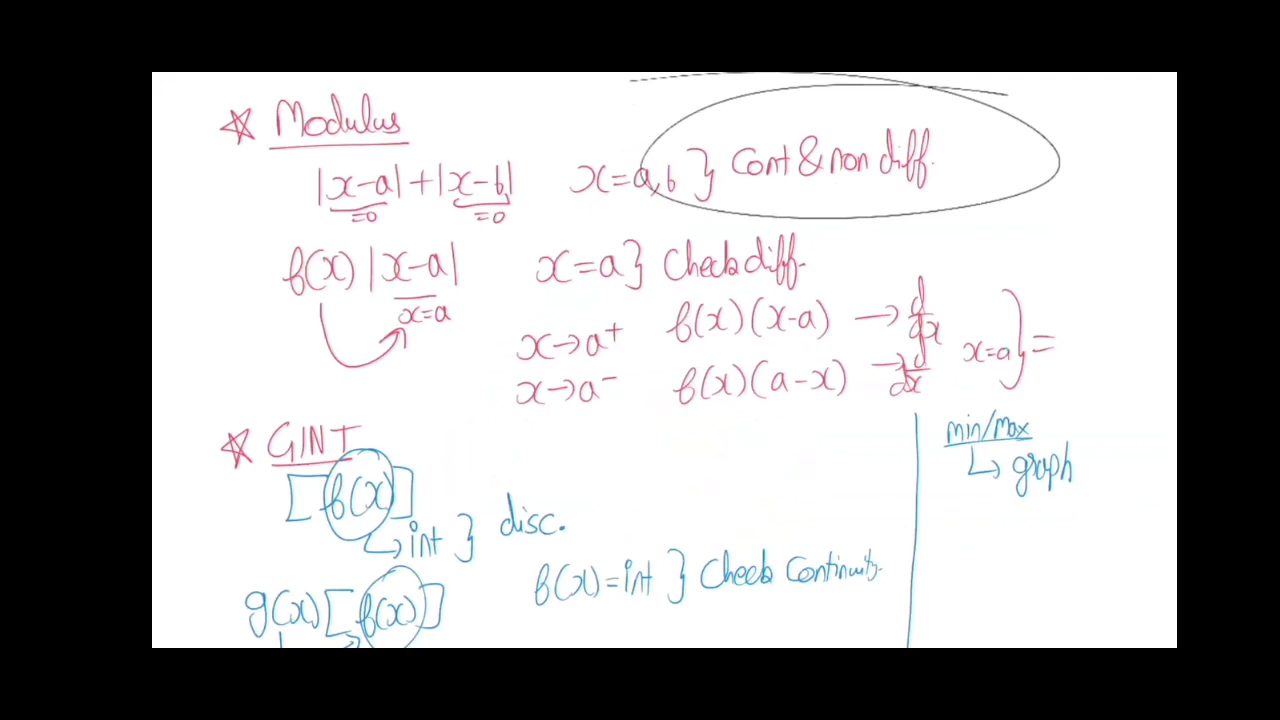 ☆ Modulus
|x-a|+|x-b| x=a,b } Cont & non diff.
=0 =0
f(x)|x-a| x=a } Check diff.
x=a
x→a⁺ f(x)(x-a) → d/dx
x→a⁻ f(x)(a-x) → d/dx x=a } =
☆ GINT
[f(x)]
↳ int } disc.
g(x)[f(x)] f(x)=int } Check Continuity.
min/max
↳ graph